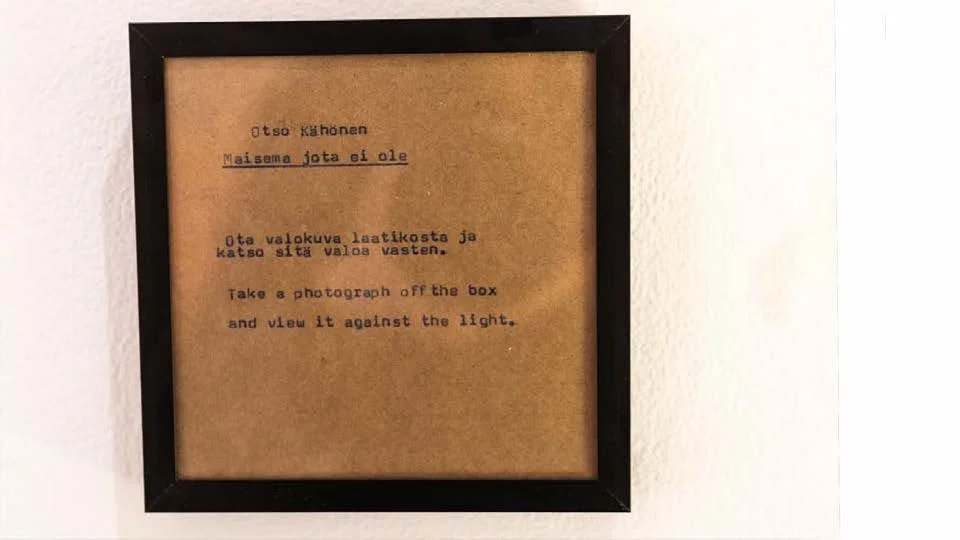 Otso Kähönen
Maisema jota ei ole
Ota valokuva laatikosta ja
katso sitä valoa vasten.
Take a photograph off the box
and view it against the light.